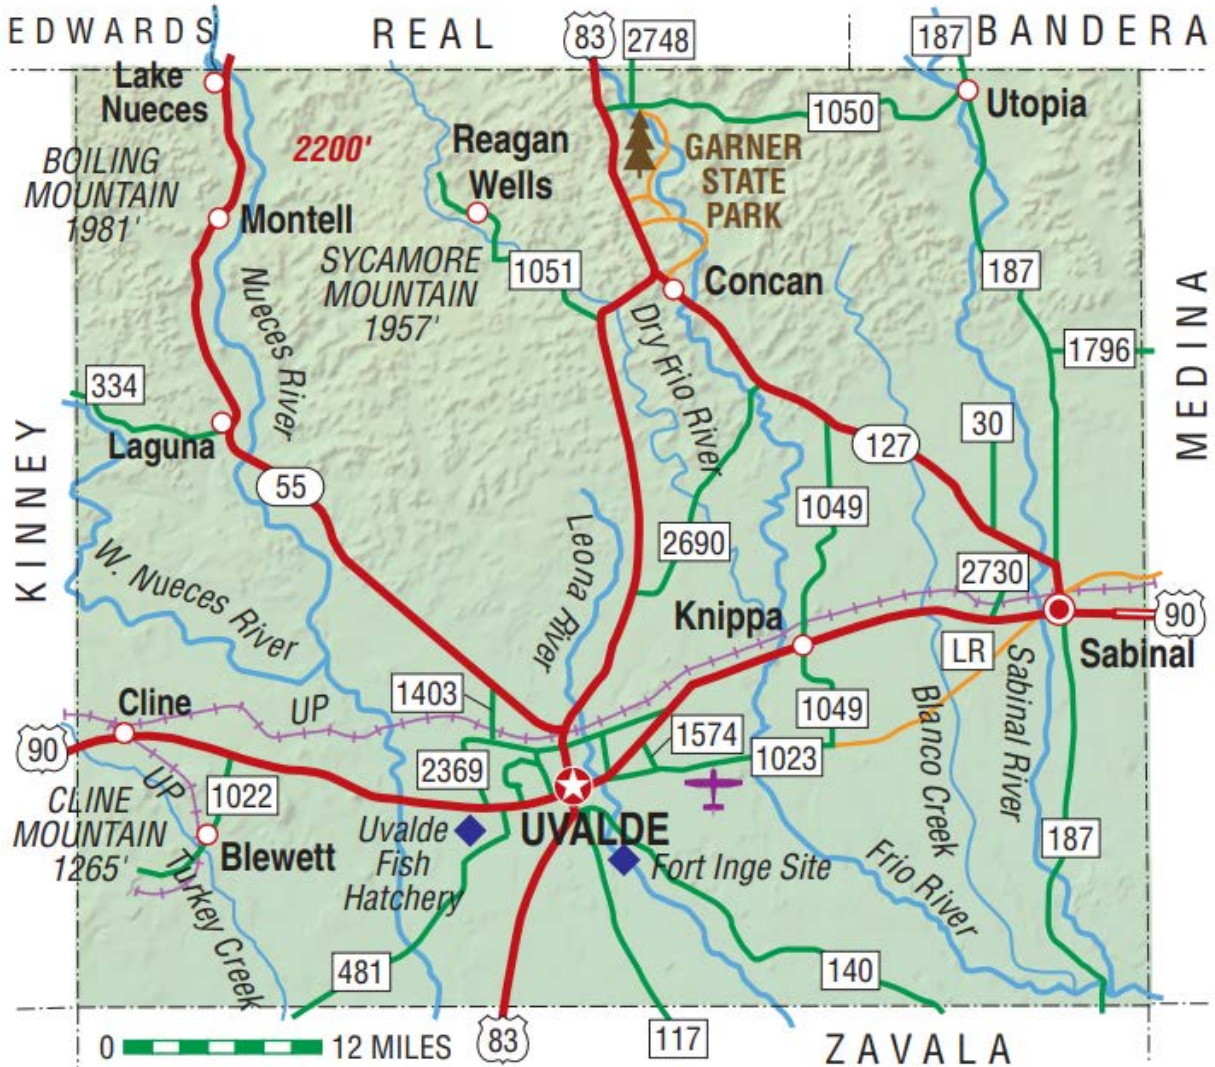 EDWARDS
REAL
83
2748
187
BANDERA
Lake
Nueces
Utopia
1050
2200'
BOILING
MOUNTAIN
1981'
Reagan
Wells
GARNER
STATE
PARK
Montell
SYCAMORE
MOUNTAIN
1957'
1051
Concan
187
MEDINA
Nueces River
Dry Frio River
1796
334
KINNEY
Laguna
30
127
55
1049
Leona River
2690
W. Nueces River
2730
Knippa
90
LR
Sabinal
Sabinal River
Cline
UP
1403
1049
Blanco Creek
90
1574
2369
1023
UP
1022
CLINE
MOUNTAIN
1265'
Uvalde
Fish
Hatchery
UVALDE
Blewett
Fort Inge Site
Frio River
187
Turkey Creek
481
140
0 12 MILES
83
117
ZAVALA